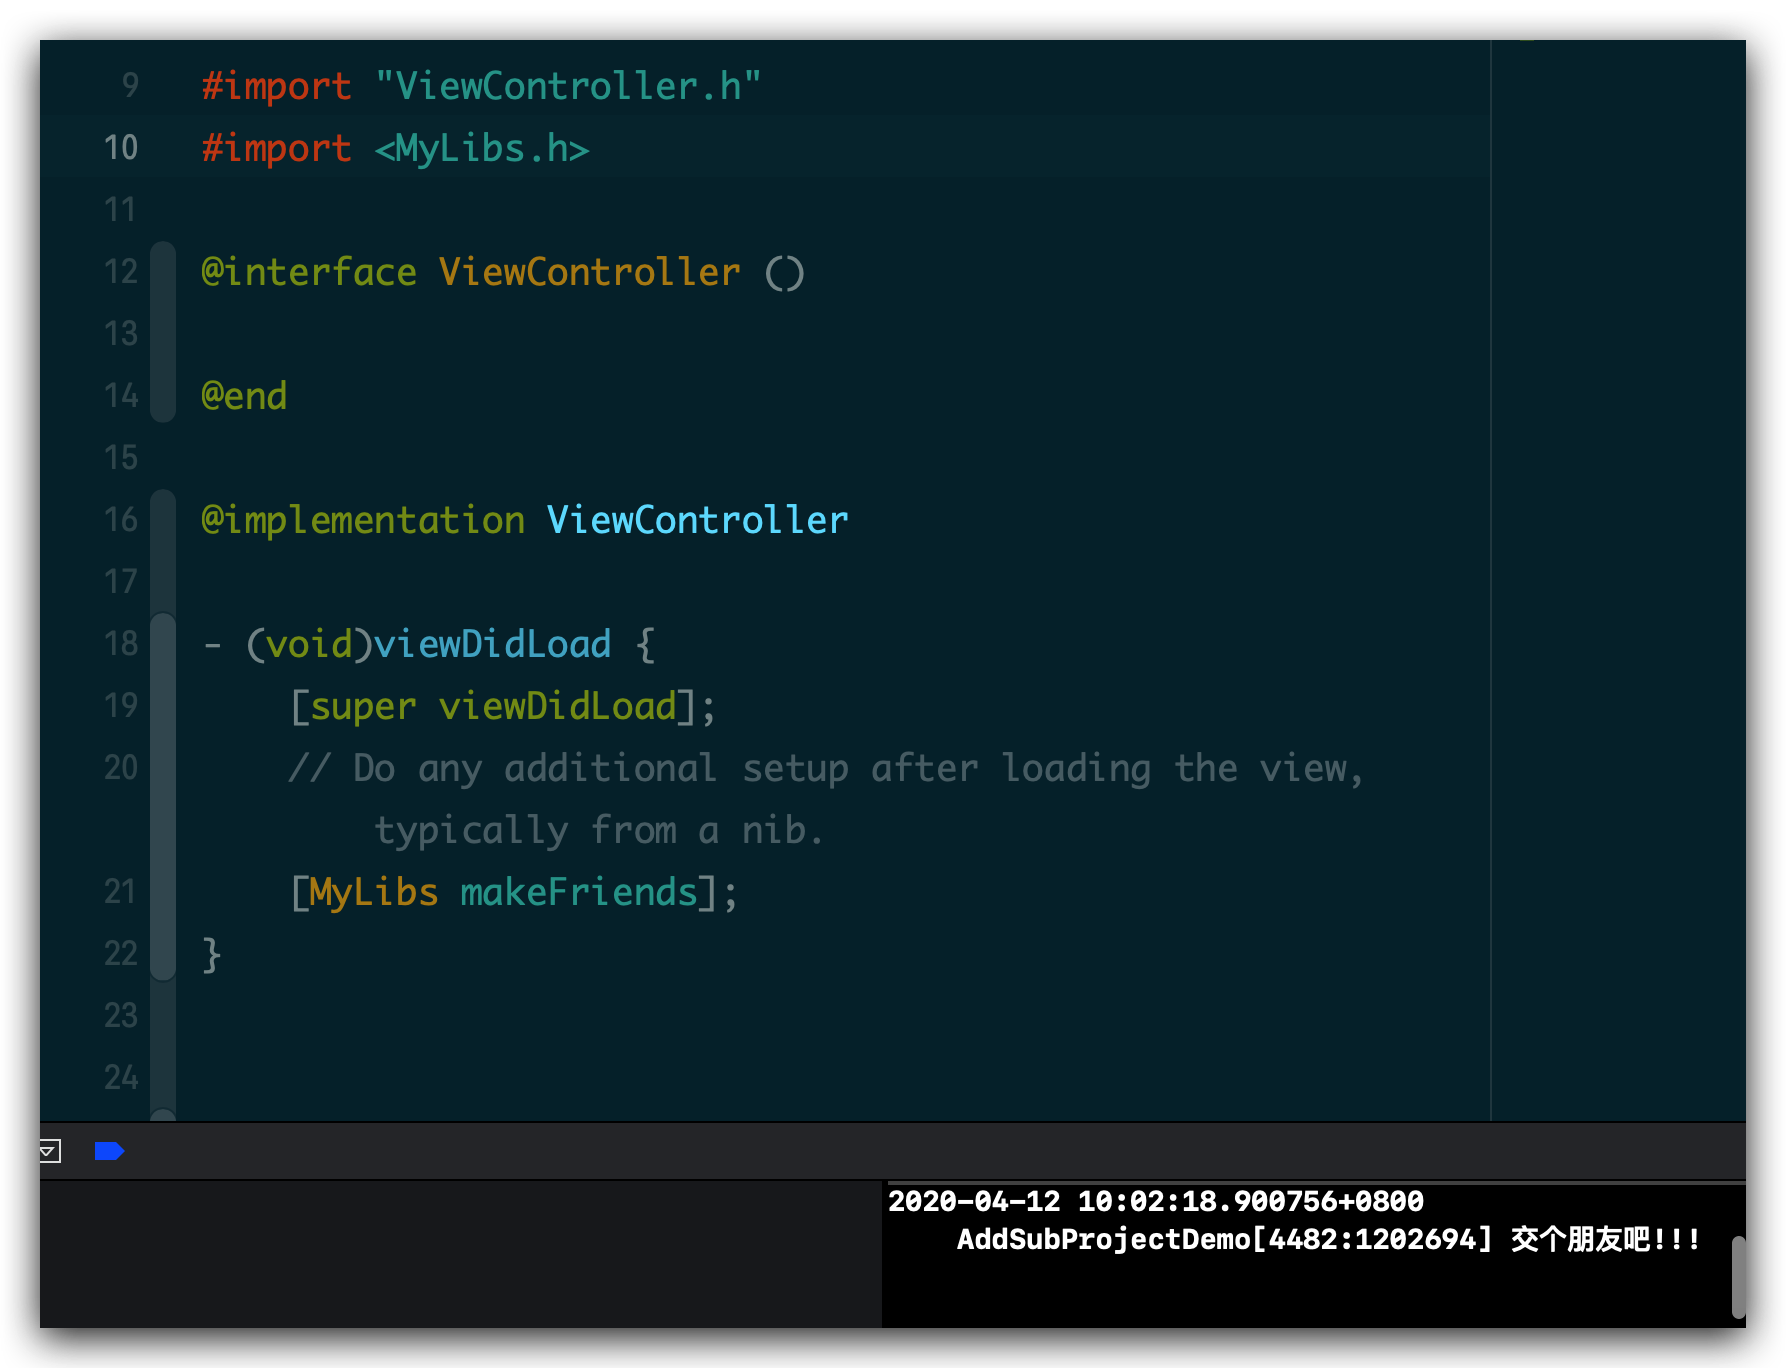 9 #import "ViewController.h"
10 #import <MyLibs.h>
11
12 @interface ViewController ()
13
14 @end
15
16 @implementation ViewController
17
18 - (void)viewDidLoad {
19 [super viewDidLoad];
20 // Do any additional setup after loading the view,
typically from a nib.
21 [MyLibs makeFriends];
22 }
23
24
2020-04-12 10:02:18.900756+0800
AddSubProjectDemo[4482:1202694] 交个朋友吧!!!